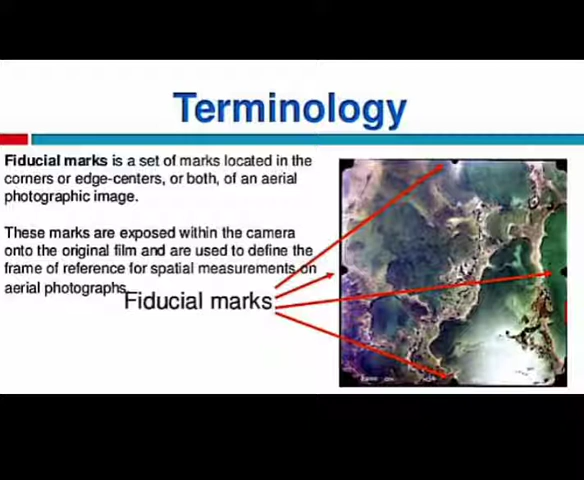 Terminology
Fiducial marks is a set of marks located in the
corners or edge-centers, or both, of an aerial
photographic image.
These marks are exposed within the camera
onto the original film and are used to define the
frame of reference for spatial measurements on
aerial photographs.
Fiducial marks